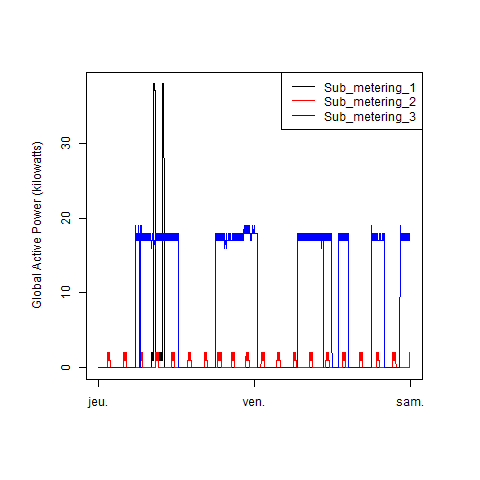 Sub_metering_1
Sub_metering_2
Sub_metering_3
Global Active Power (kilowatts)
30
20
10
0
jeu.
ven.
sam.